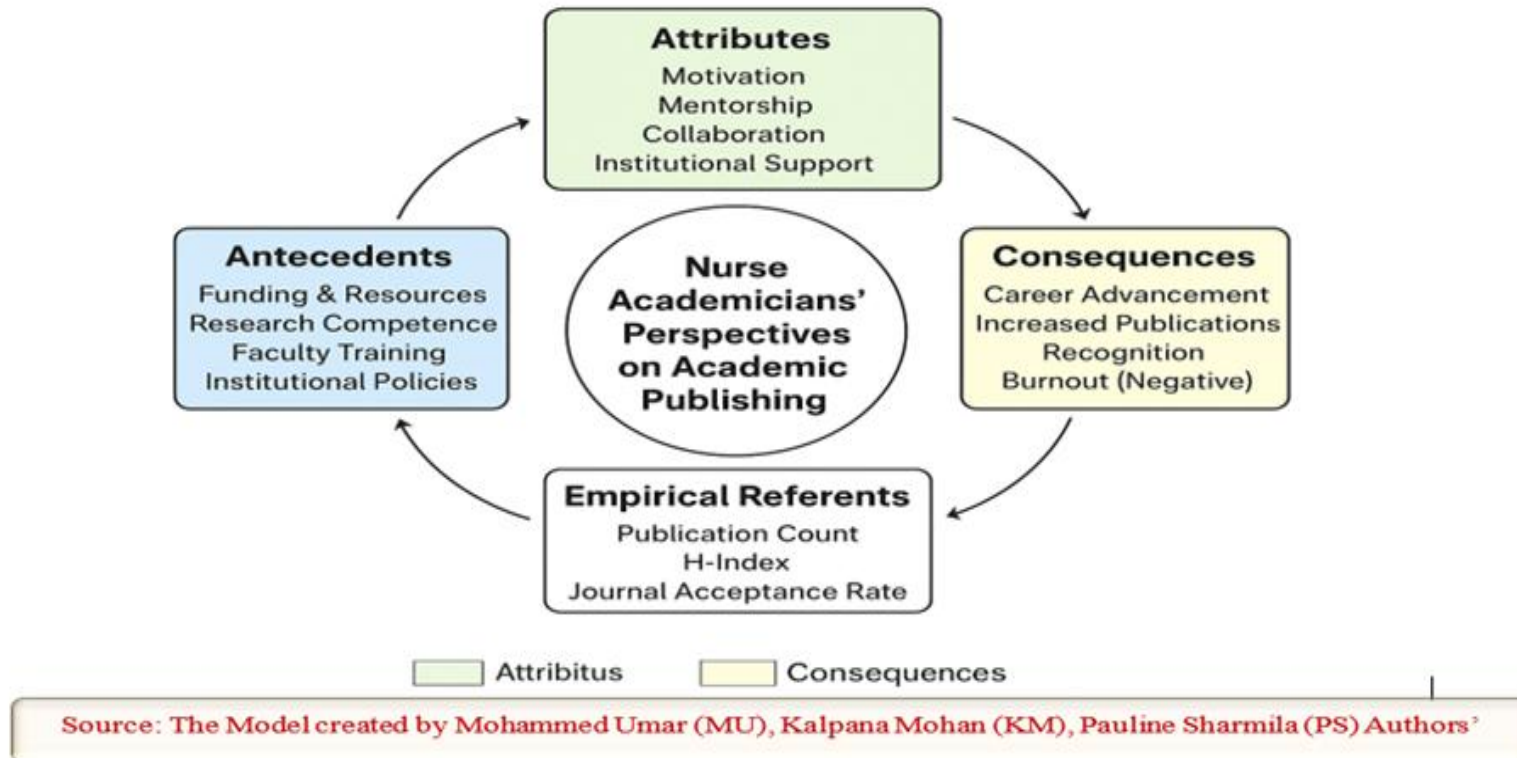 Attributes
Motivation
Mentorship
Collaboration
Institutional Support
Antecedents
Funding & Resources
Research Competence
Faculty Training
Institutional Policies
Nurse
Academicians’
Perspectives
on Academic
Publishing
Consequences
Career Advancement
Increased Publications
Recognition
Burnout (Negative)
Empirical Referents
Publication Count
H-Index
Journal Acceptance Rate
Attribitus
Consequences
Source: The Model created by Mohammed Umar (MU), Kalpana Mohan (KM), Pauline Sharmila (PS) Authors’